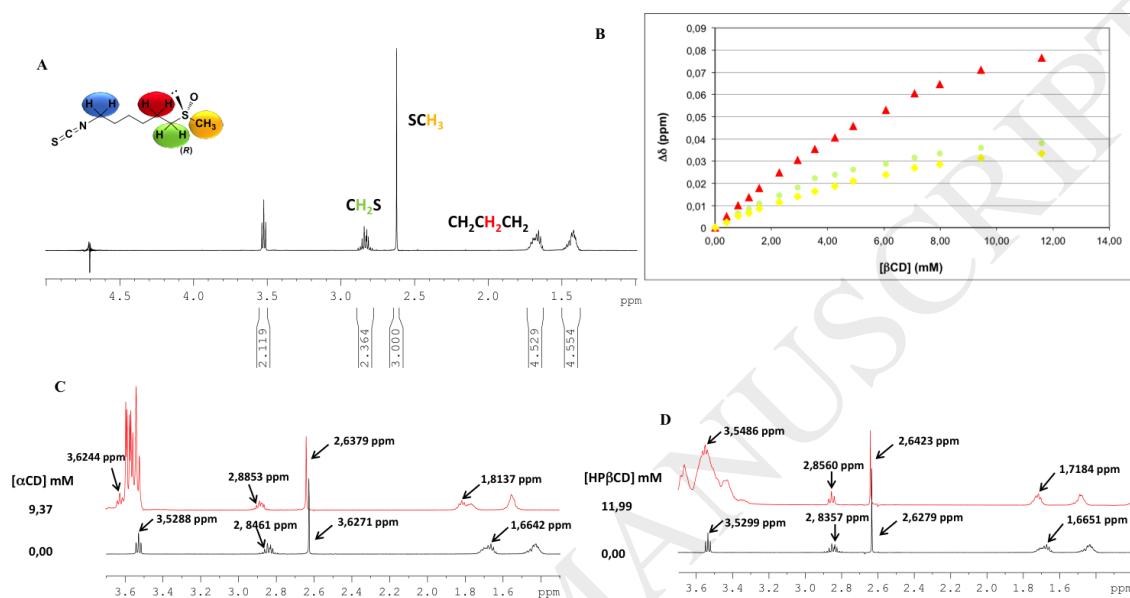 A
H H H H O
S
S=C=N CH₃
H H
(R)
SCH₃
CH₂S
CH₂CH₂CH₂
4.5 4.0 3.5 3.0 2.5 2.0 1.5 ppm
2.119 2.364 3.000 4.529 4.554
B
0,09
0,08
0,07
0,06
0,05
0,04
0,03
0,02
0,01
0
Δδ (ppm)
0,00 2,00 4,00 6,00 8,00 10,00 12,00 14,00
[βCD] (mM)
C
2,6379 ppm
3,6244 ppm
[αCD] mM
2,8853 ppm
1,8137 ppm
9,37
3,5288 ppm
2, 8461 ppm
3,6271 ppm
1,6642 ppm
0,00
3.6 3.4 3.2 3.0 2.8 2.6 2.4 2.2 2.0 1.8 1.6 ppm
D
3,5486 ppm
2,6423 ppm
[HPβCD] mM
2,8560 ppm
1,7184 ppm
11,99
3,5299 ppm
2,8357 ppm
2,6279 ppm
1,6651 ppm
0,00
3.6 3.4 3.2 3.0 2.8 2.6 2.4 2.2 2.0 1.8 1.6 ppm
MANUSCRIPT